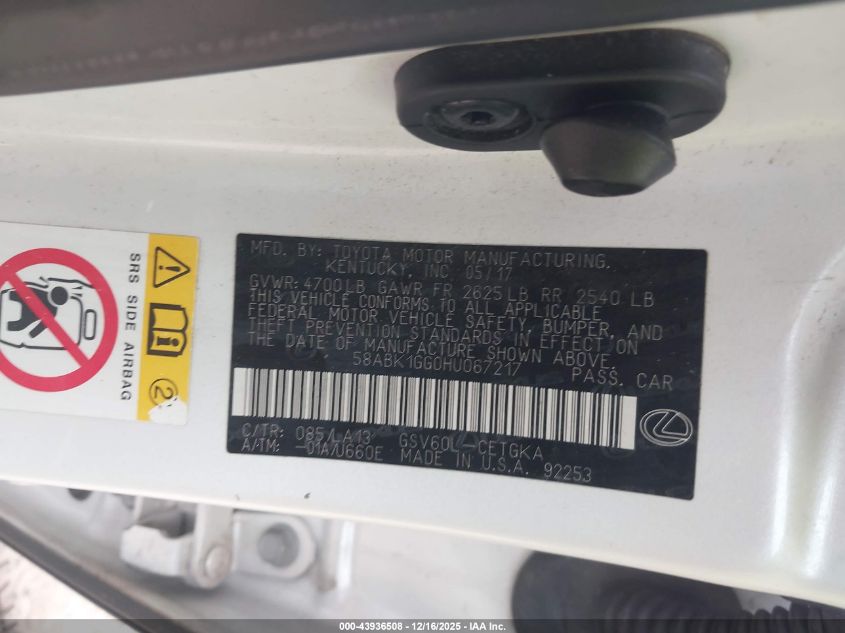 MFD. BY: TOYOTA MOTOR MANUFACTURING,
KENTUCKY, INC 05/17
GVWR: 4700LB GAWR FR 2625LB RR 2540 LB
THIS VEHICLE CONFORMS TO ALL APPLICABLE
FEDERAL MOTOR VEHICLE SAFETY, BUMPER, AND
THEFT PREVENTION STANDARDS IN EFFECT ON
THE DATE OF MANUFACTURE SHOWN ABOVE.
58ABK1GG0HU067217 PASS. CAR
C/TR: 085/LA13 GSV60L-CETGKA
A/TM: -01A/U660E MADE IN U.S.A. 92253
SRS SIDE AIRBAG
2
000-43936508 - 12/16/2025 - IAA Inc.